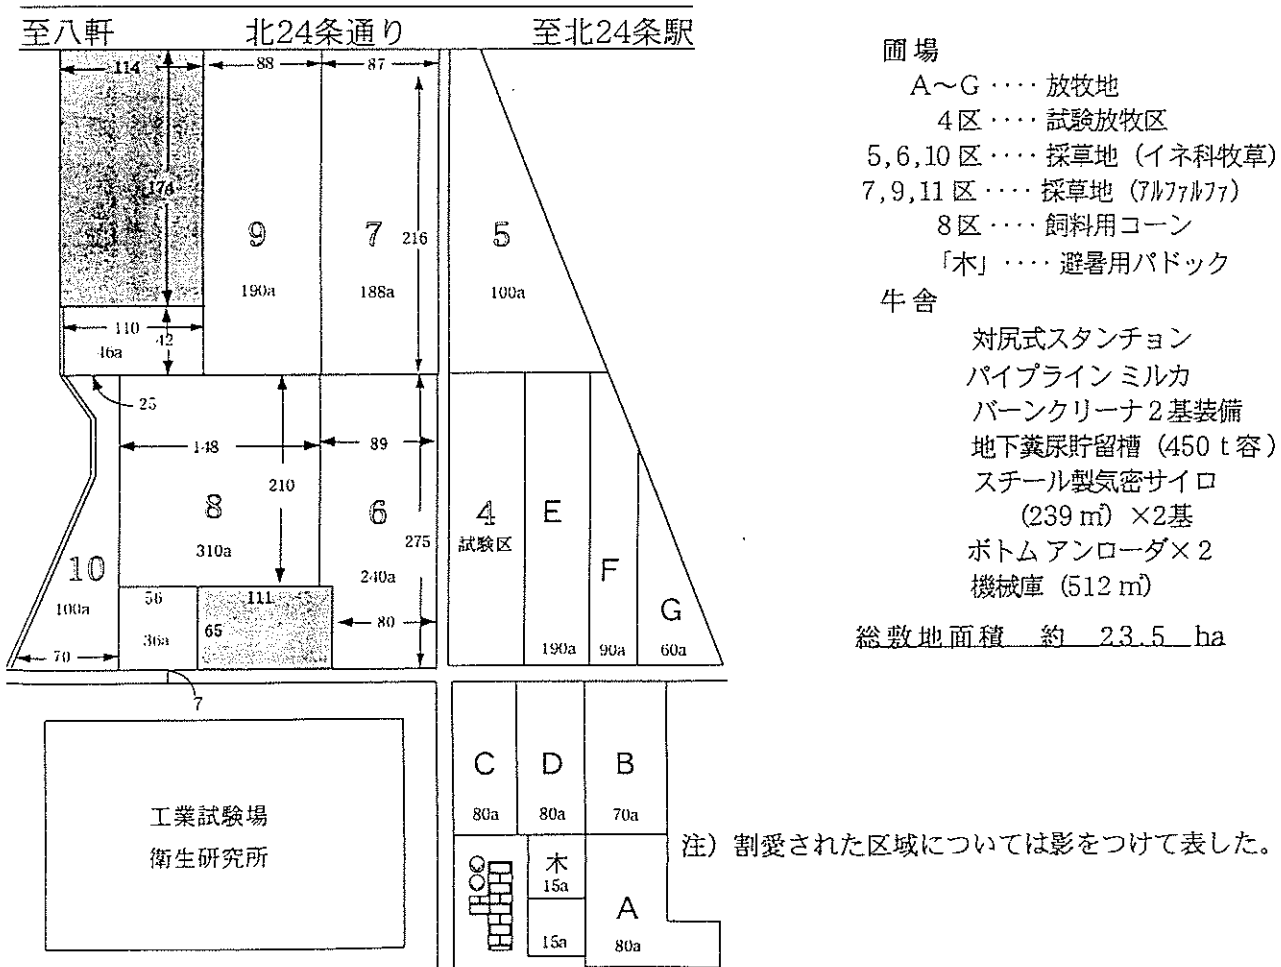 至八軒 北24条通り 至北24条駅
114 88 87
174
9 7 216 5
190a 188a 100a
110
42
46a
25
148 89
210
8 6 275
310a 240a
10
100a
56 111
65
36a 80
70
7
4 E
試験区
F
G
190a 90a 60a
C D B
80a 80a 70a
木
15a
A
15a 80a
工業試験場
衛生研究所
圃場
A～G ···· 放牧地
4区 ···· 試験放牧区
5,6,10 区 ···· 採草地 (イネ科牧草)
7,9,11 区 ···· 採草地 (アルファルファ)
8区 ···· 飼料用コーン
「木」 ···· 避暑用パドック
牛舎
対尻式スタンチョン
パイプライン ミルカ
バーンクリーナ 2 基装備
地下糞尿貯留槽 (450 t 容)
スチール製気密サイロ
(239 ㎡) ×2基
ボトム アンローダ× 2
機械庫 (512 ㎡)
総敷地面積 約 23.5 ha
注) 割愛された区域については影をつけて表した。